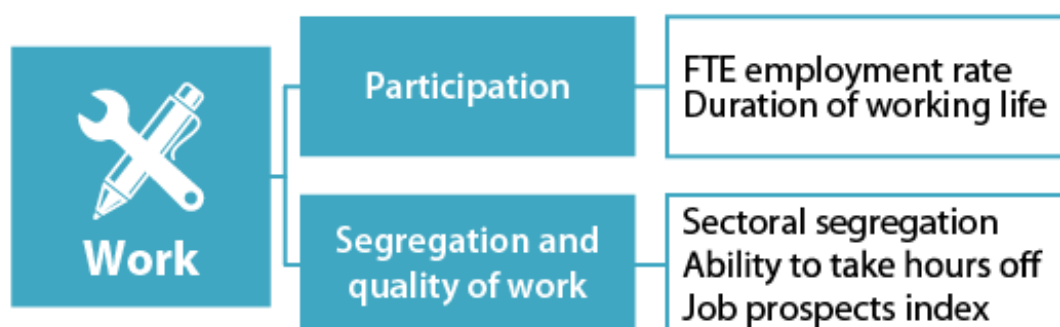 Work
Participation
FTE employment rate
Duration of working life
Segregation and
quality of work
Sectoral segregation
Ability to take hours off
Job prospects index